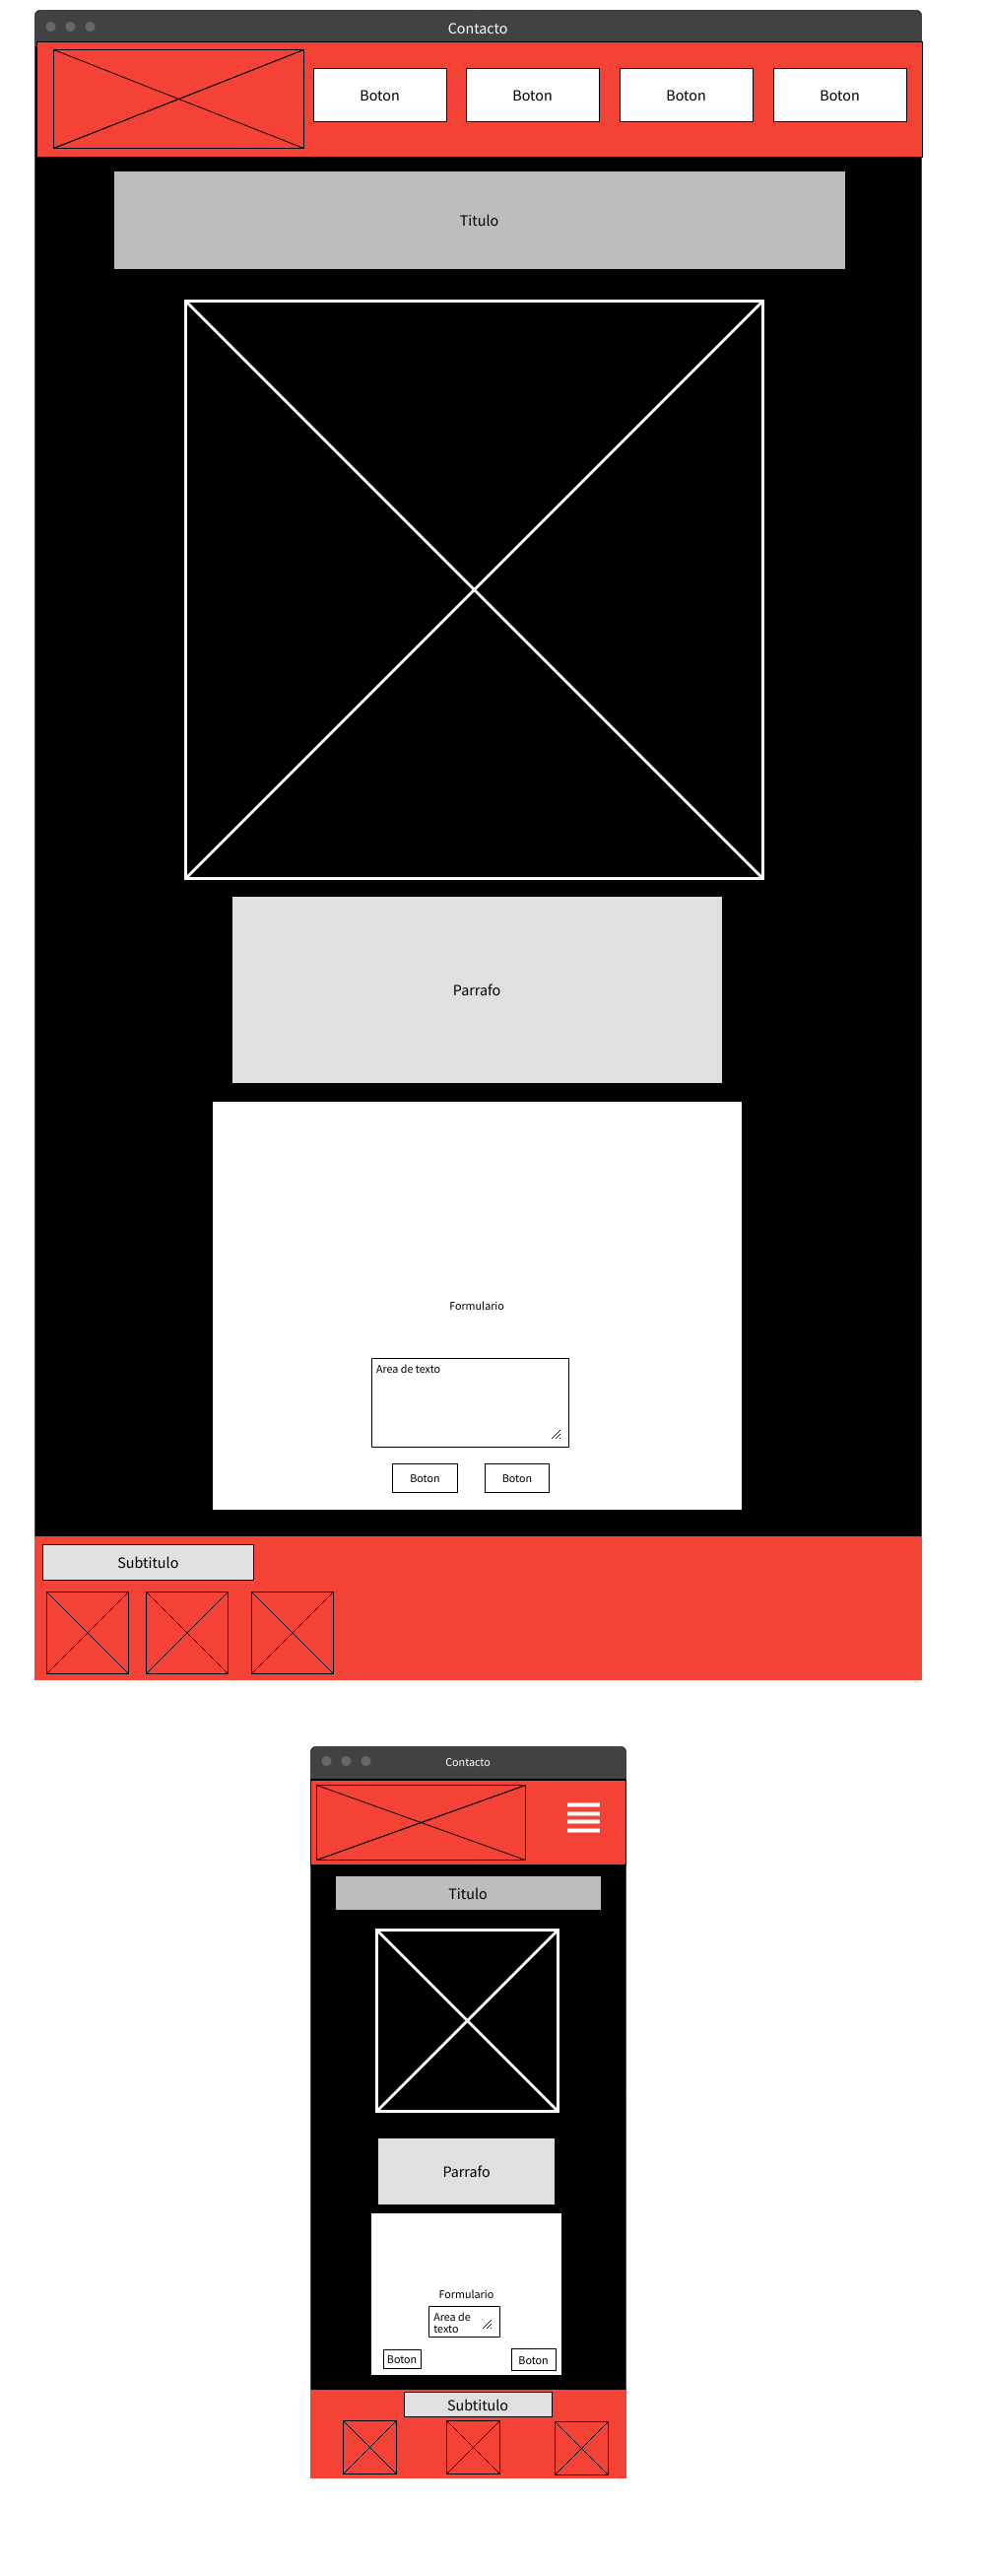 Contacto
Boton
Boton
Boton
Boton
Titulo
Parrafo
Formulario
Area de texto
Boton
Boton
Subtitulo
Contacto
Titulo
Parrafo
Formulario
Area de
texto
Boton
Boton
Subtitulo